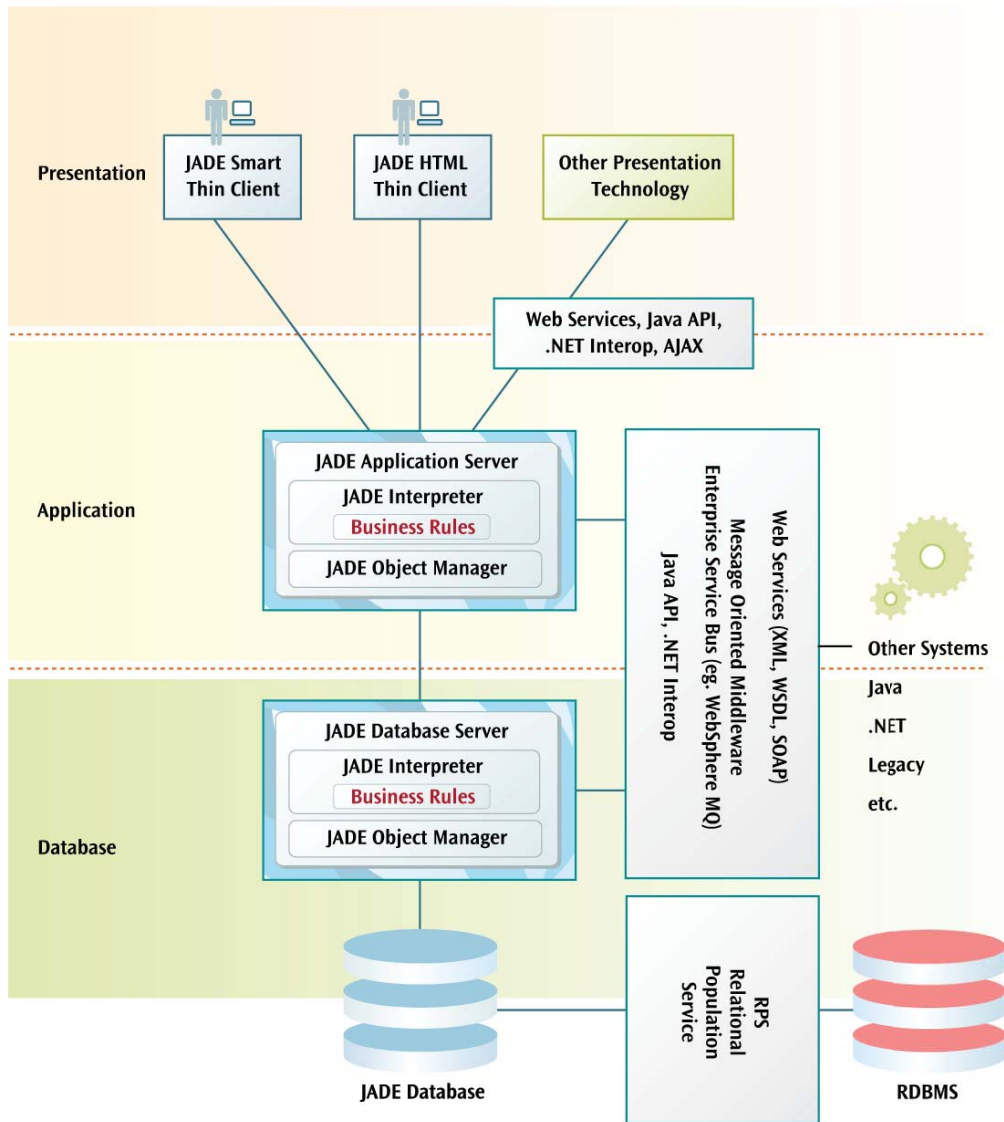 Presentation
JADE Smart
Thin Client
JADE HTML
Thin Client
Other Presentation
Technology
Web Services, Java API,
.NET Interop, AJAX
Application
JADE Application Server
JADE Interpreter
Business Rules
JADE Object Manager
Web Services (XML, WSDL, SOAP)
Message Oriented Middleware
Enterprise Service Bus (eg. WebSphere MQ)
Java API, .NET Interop
Other Systems
Java
.NET
Legacy
etc.
Database
JADE Database Server
JADE Interpreter
Business Rules
JADE Object Manager
RPS
Relational
Population
Service
JADE Database
RDBMS